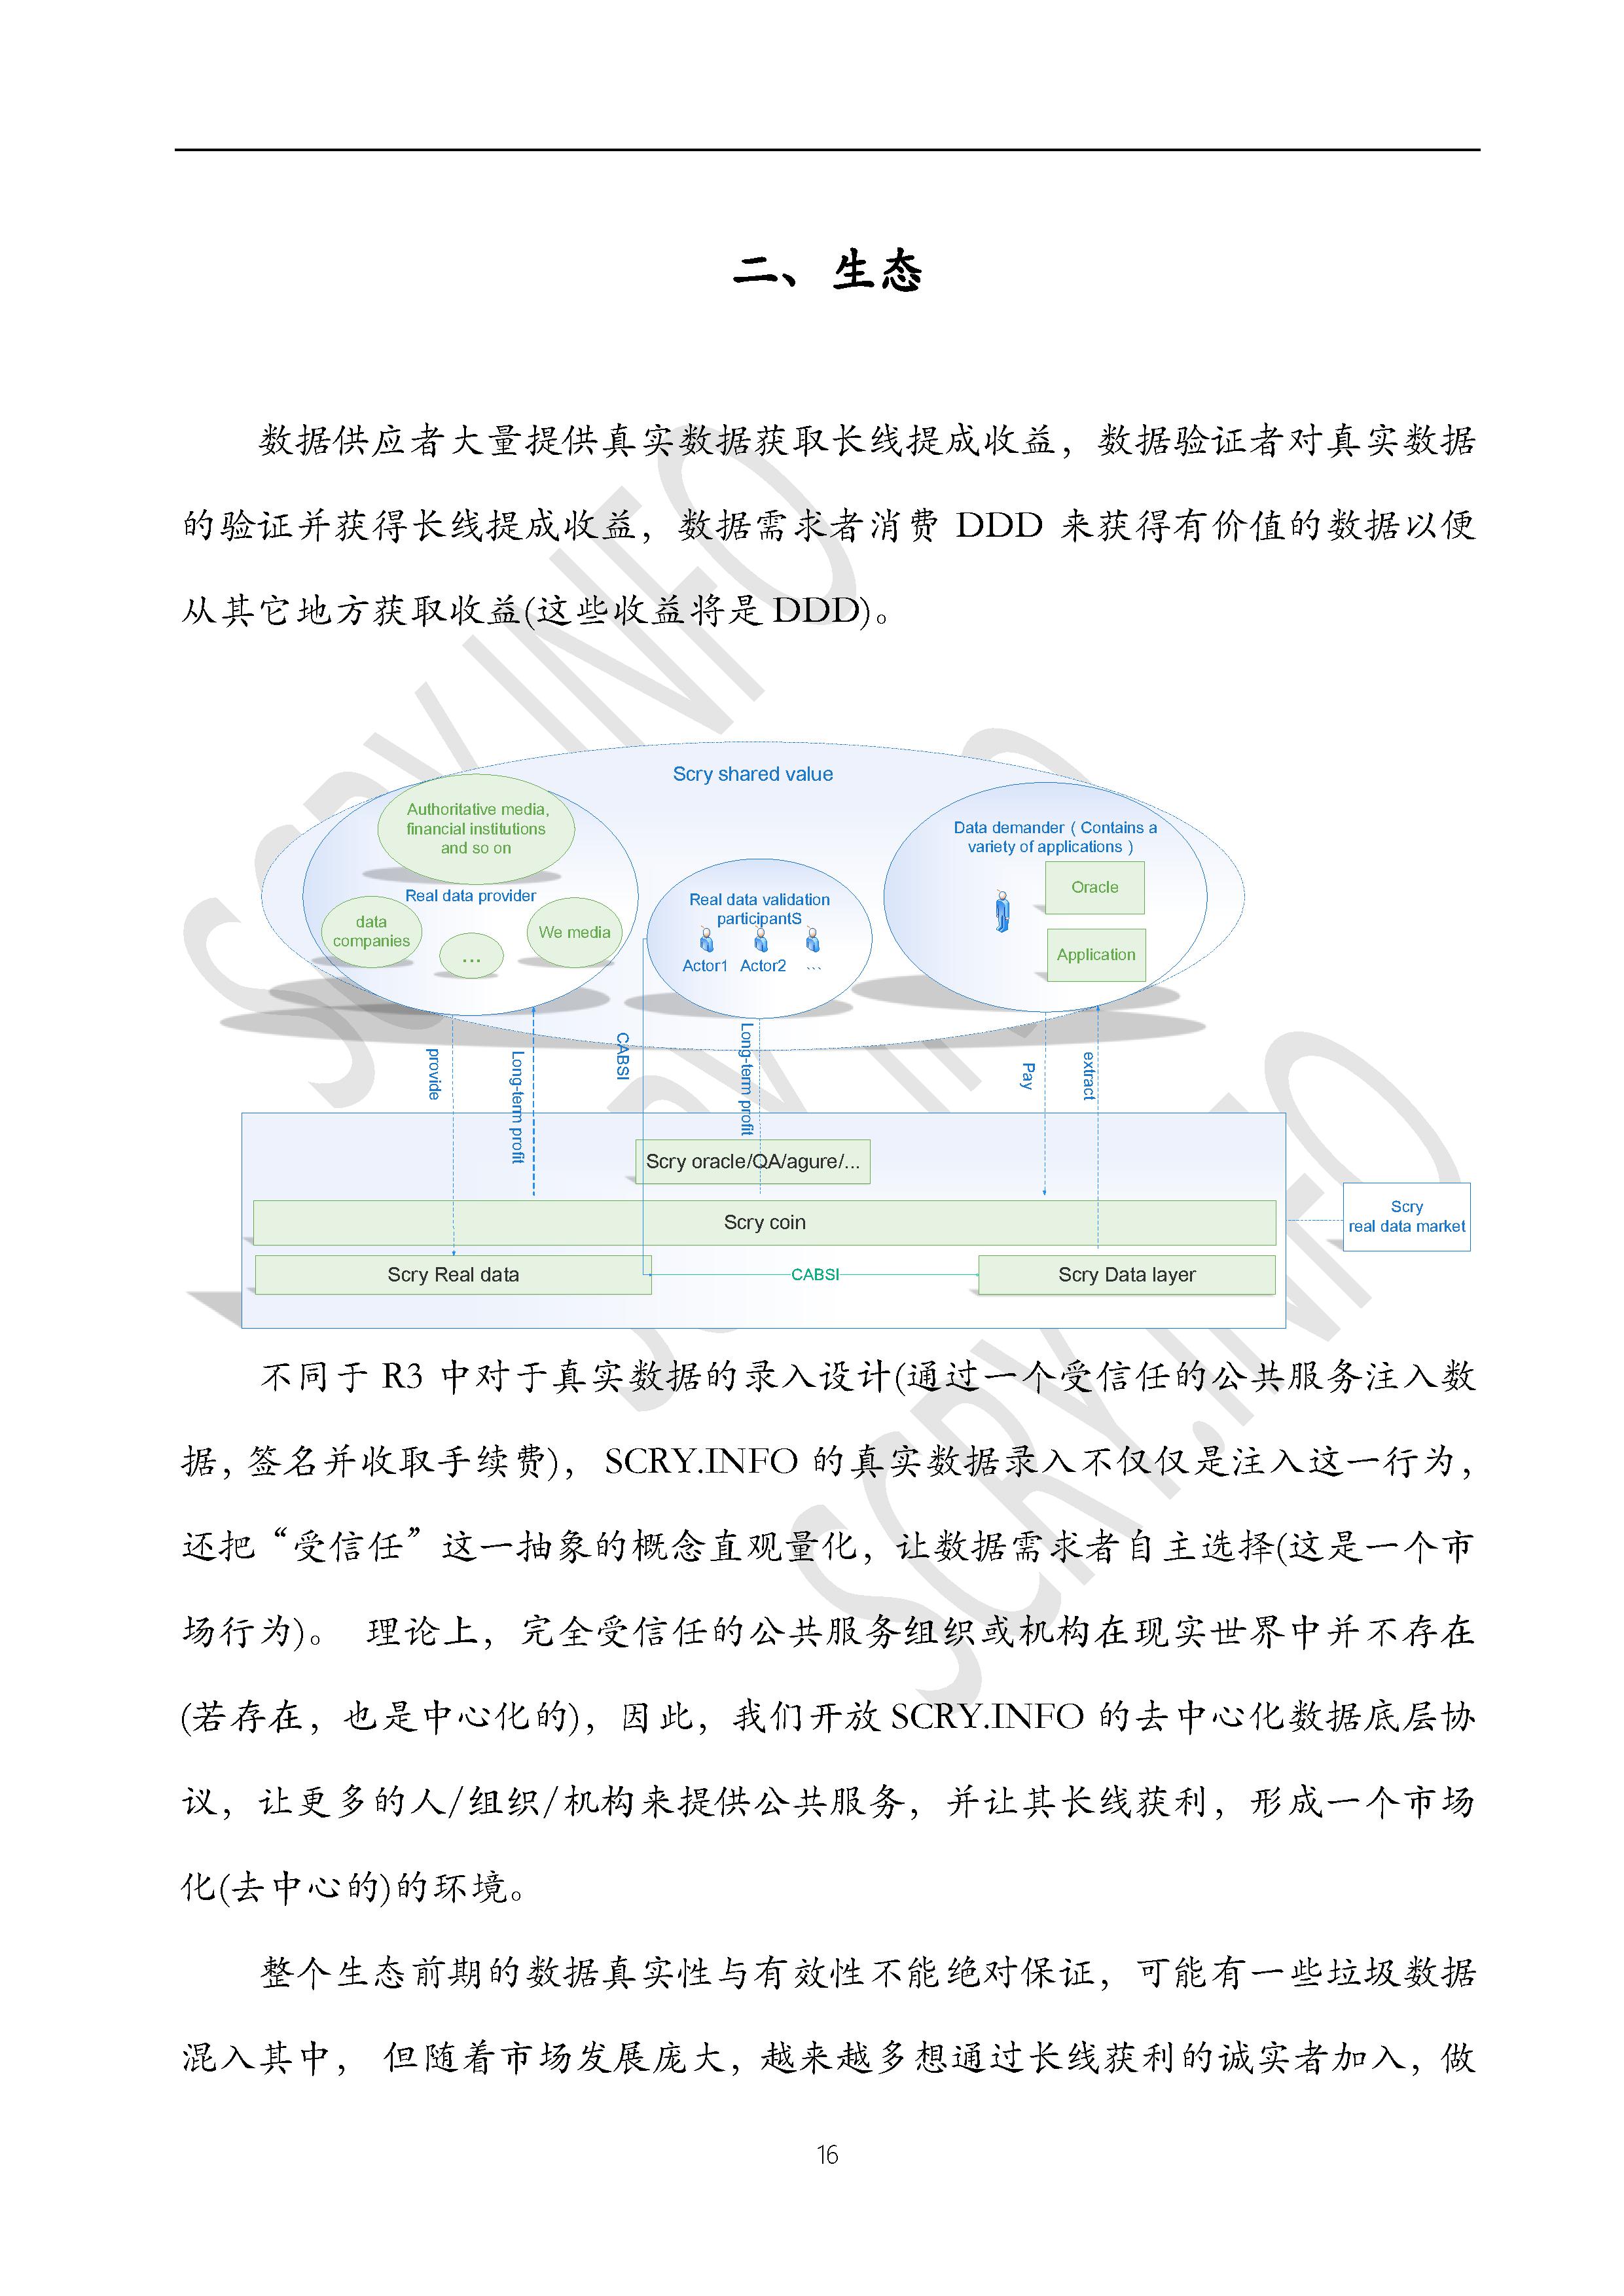 二、生态
数据供应者大量提供真实数据获取长线提成收益，数据验证者对真实数据
的验证并获得长线提成收益，数据需求者消费 DDD 来获得有价值的数据以便
从其它地方获取收益(这些收益将是 DDD)。
Scry shared value
Authoritative media,
financial institutions
and so on
Real data provider
data
companies
...
We media
Real data validation
participantS
Actor1 Actor2 ...
Data demander ( Contains a
variety of applications )
Oracle
Application
provide
Long-term profit
CABSI
Long-term profit
Pay
extract
Scry oracle/QA/agure/...
Scry coin
Scry Real data
CABSI
Scry Data layer
Scry
real data market
不同于 R3 中对于真实数据的录入设计(通过一个受信任的公共服务注入数
据，签名并收取手续费)， SCRY.INFO 的真实数据录入不仅仅是注入这一行为，
还把“受信任”这一抽象的概念直观量化，让数据需求者自主选择(这是一个市
场行为)。 理论上，完全受信任的公共服务组织或机构在现实世界中并不存在
(若存在，也是中心化的)，因此，我们开放 SCRY.INFO 的去中心化数据底层协
议，让更多的人/组织/机构来提供公共服务，并让其长线获利，形成一个市场
化(去中心的)的环境。
整个生态前期的数据真实性与有效性不能绝对保证，可能有一些垃圾数据
混入其中， 但随着市场发展庞大，越来越多想通过长线获利的诚实者加入，做
16
SCRY.INFO
SCRY.INFO
SCRY.INFO